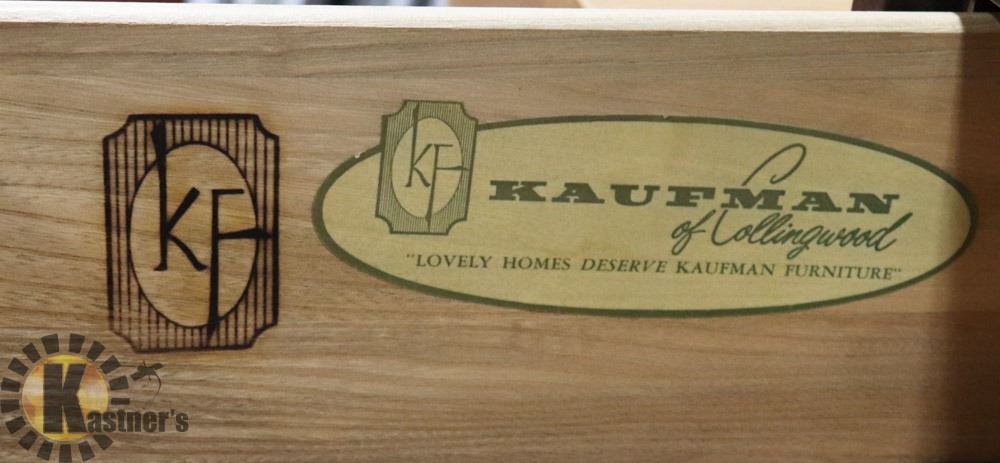 KF
KF
KAUFMAN
of Collingwood
"LOVELY HOMES DESERVE KAUFMAN FURNITURE"
Kastner's